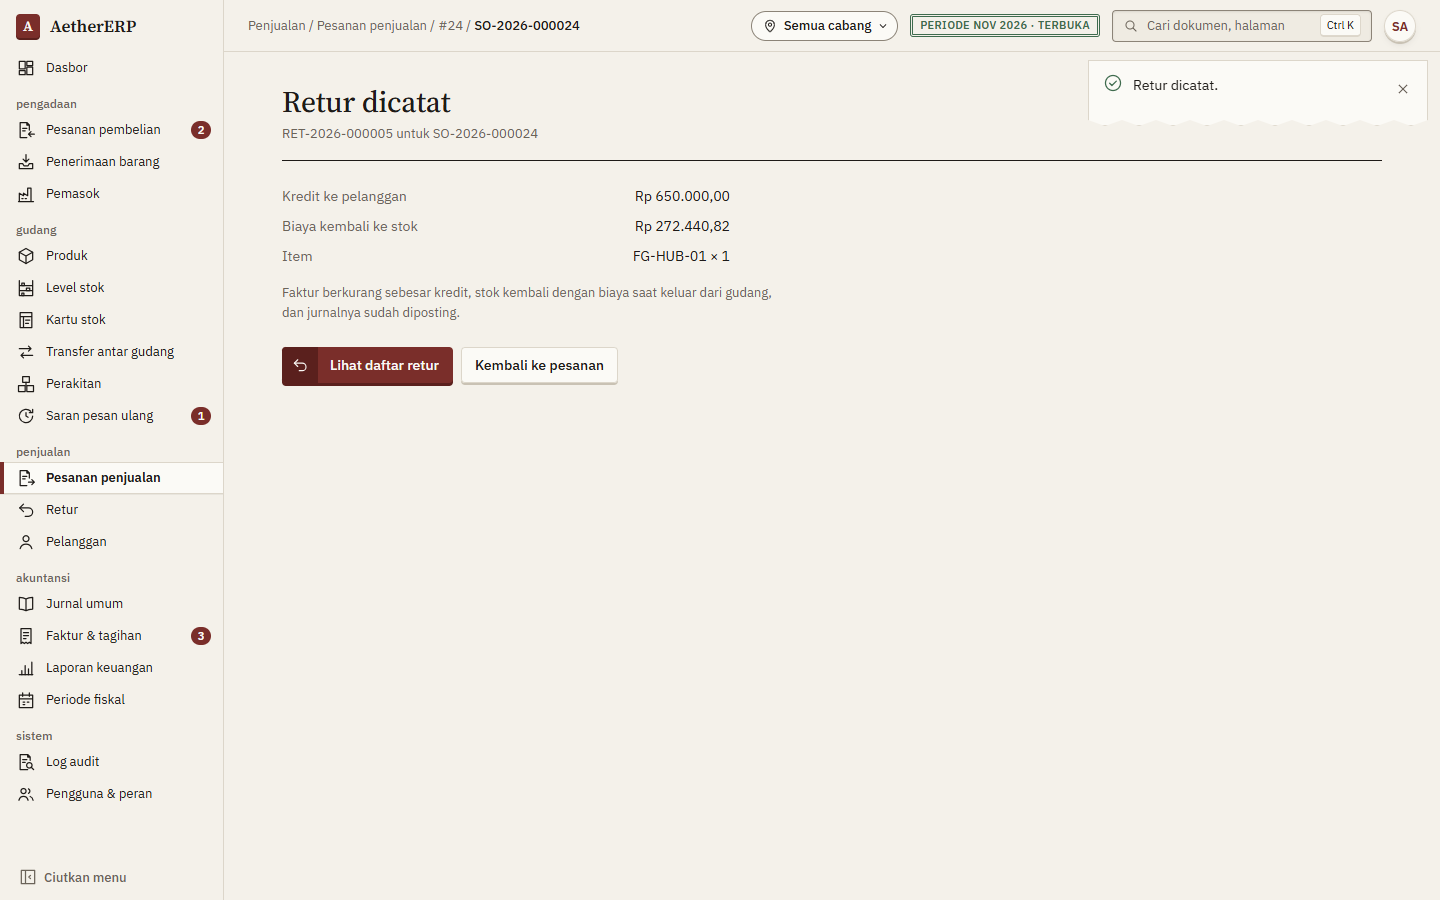 A AetherERP
Penjualan / Pesanan penjualan / #24 / SO-2026-000024
Semua cabang
PERIODE NOV 2026 · TERBUKA
Cari dokumen, halaman
Ctrl K
SA
Dasbor
pengadaan
Pesanan pembelian 2
Penerimaan barang
Pemasok
gudang
Produk
Level stok
Kartu stok
Transfer antar gudang
Perakitan
Saran pesan ulang 1
penjualan
Pesanan penjualan
Retur
Pelanggan
akuntansi
Jurnal umum
Faktur & tagihan 3
Laporan keuangan
Periode fiskal
sistem
Log audit
Pengguna & peran
Ciutkan menu
Retur dicatat.
Retur dicatat
RET-2026-000005 untuk SO-2026-000024
Kredit ke pelanggan Rp 650.000,00
Biaya kembali ke stok Rp 272.440,82
Item FG-HUB-01 × 1
Faktur berkurang sebesar kredit, stok kembali dengan biaya saat keluar dari gudang,
dan jurnalnya sudah diposting.
Lihat daftar retur
Kembali ke pesanan